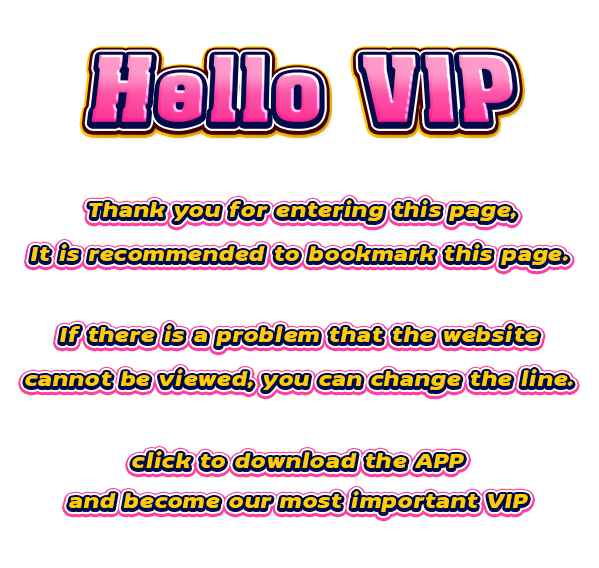 Hello VIP
Thank you for entering this page,
It is recommended to bookmark this page.
If there is a problem that the website
cannot be viewed, you can change the line.
click to download the APP
and become our most important VIP